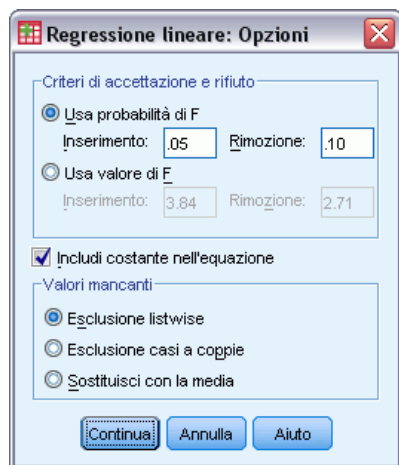 Regressione lineare: Opzioni
Criteri di accettazione e rifiuto
Usa probabilità di F
Inserimento: .05 Rimozione: .10
Usa valore di F
Inserimento: 3.84 Rimozione: 2.71
Includi costante nell'equazione
Valori mancanti
Esclusione listwise
Esclusione casi a coppie
Sostituisci con la media
Continua Annulla Aiuto